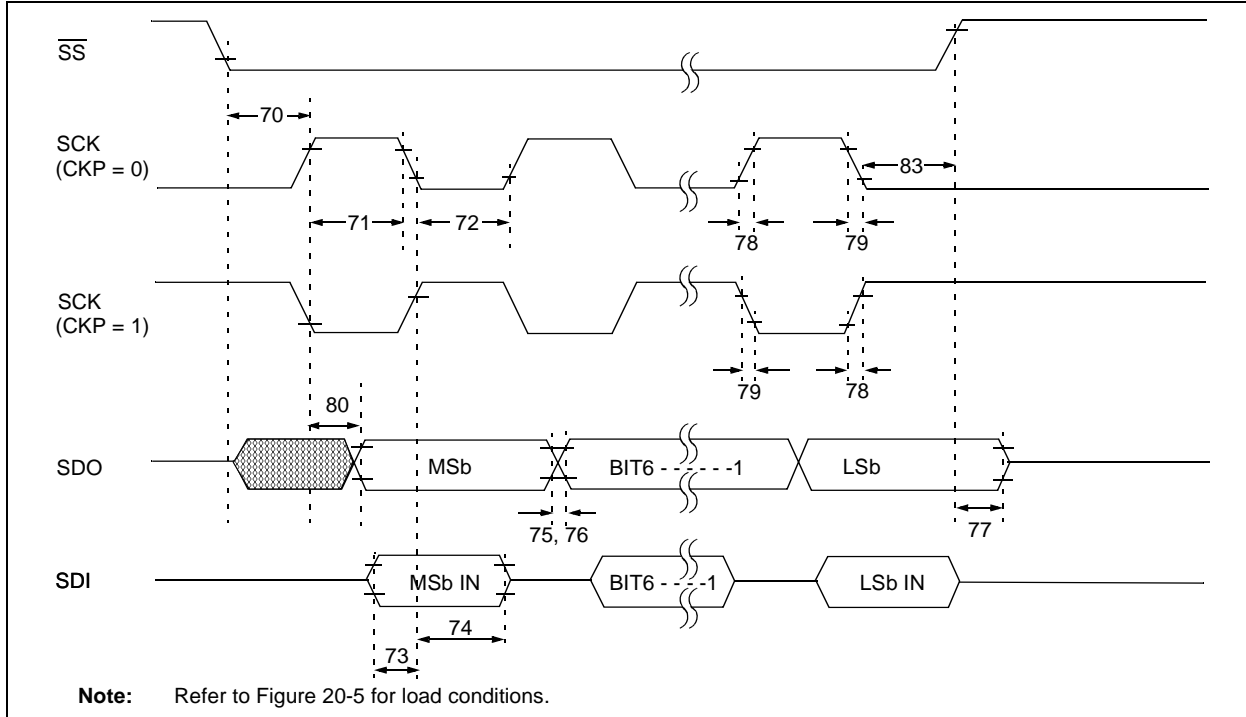 SS
70
SCK
(CKP = 0)
83
71
72
78
79
SCK
(CKP = 1)
79
78
80
SDO
MSb
BIT6 - - - - - -1
LSb
75, 76
77
SDI
MSb IN
BIT6 - - - - -1
LSb IN
74
73
Note: Refer to Figure 20-5 for load conditions.